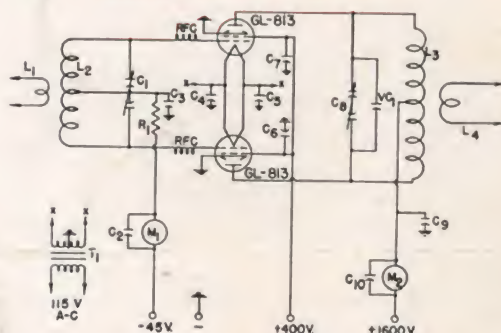 GL-813
RFC
L3
L1
L2
C1
C3
R1
C7
C4
X
X
C5
C6
C8
VC1
L4
RFC
GL-813
X
X
T1
115 V
A-C
C2
M1
C9
C10
M2
-45V.
-
+400V.
+1600V.